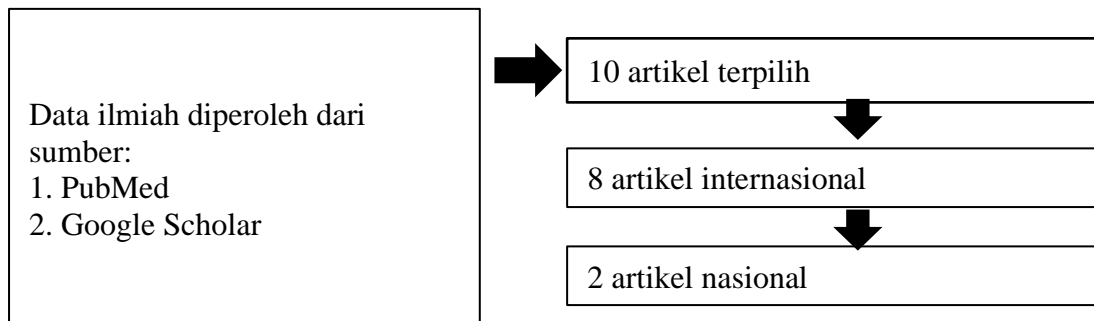 Data ilmiah diperoleh dari
sumber:
1. PubMed
2. Google Scholar
10 artikel terpilih
8 artikel internasional
2 artikel nasional